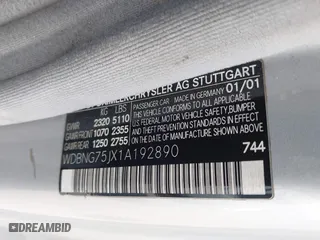 DAIMLERCHRYSLER AG STUTTGART
KG LBS MADE IN GERMANY 01/01
GVWR 2320 5110 PASSENGER CAR
GAWR FRONT 1070 2355
GAWR REAR 1250 2755
THIS VEHICLE CONFORMS TO ALL APPLICABLE
U.S. FEDERAL MOTOR VEHICLE SAFETY,
BUMPER, AND THEFT PREVENTION
STANDARDS IN EFFECT ON THE
DATE OF MANUFACTURE SHOWN ABOVE
WDBNG75JX1A192890
744
DREAMBID